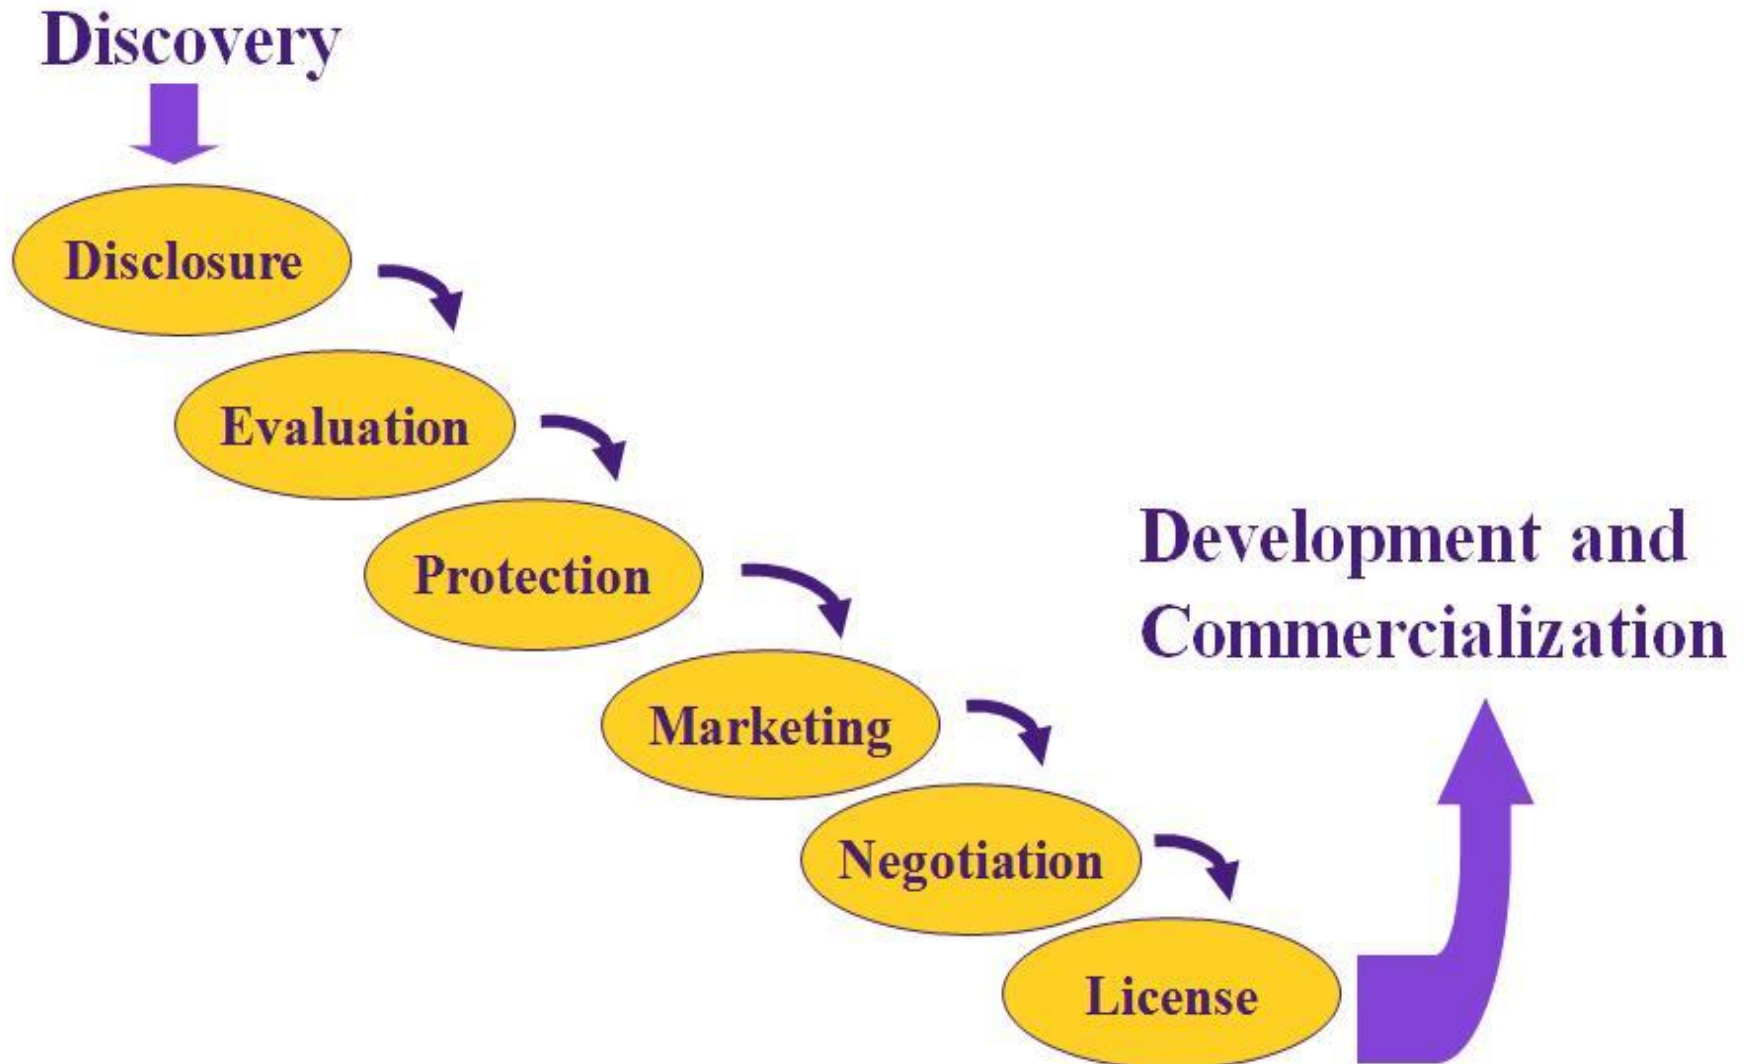 Discovery
Disclosure
Evaluation
Protection
Marketing
Negotiation
License
Development and
Commercialization